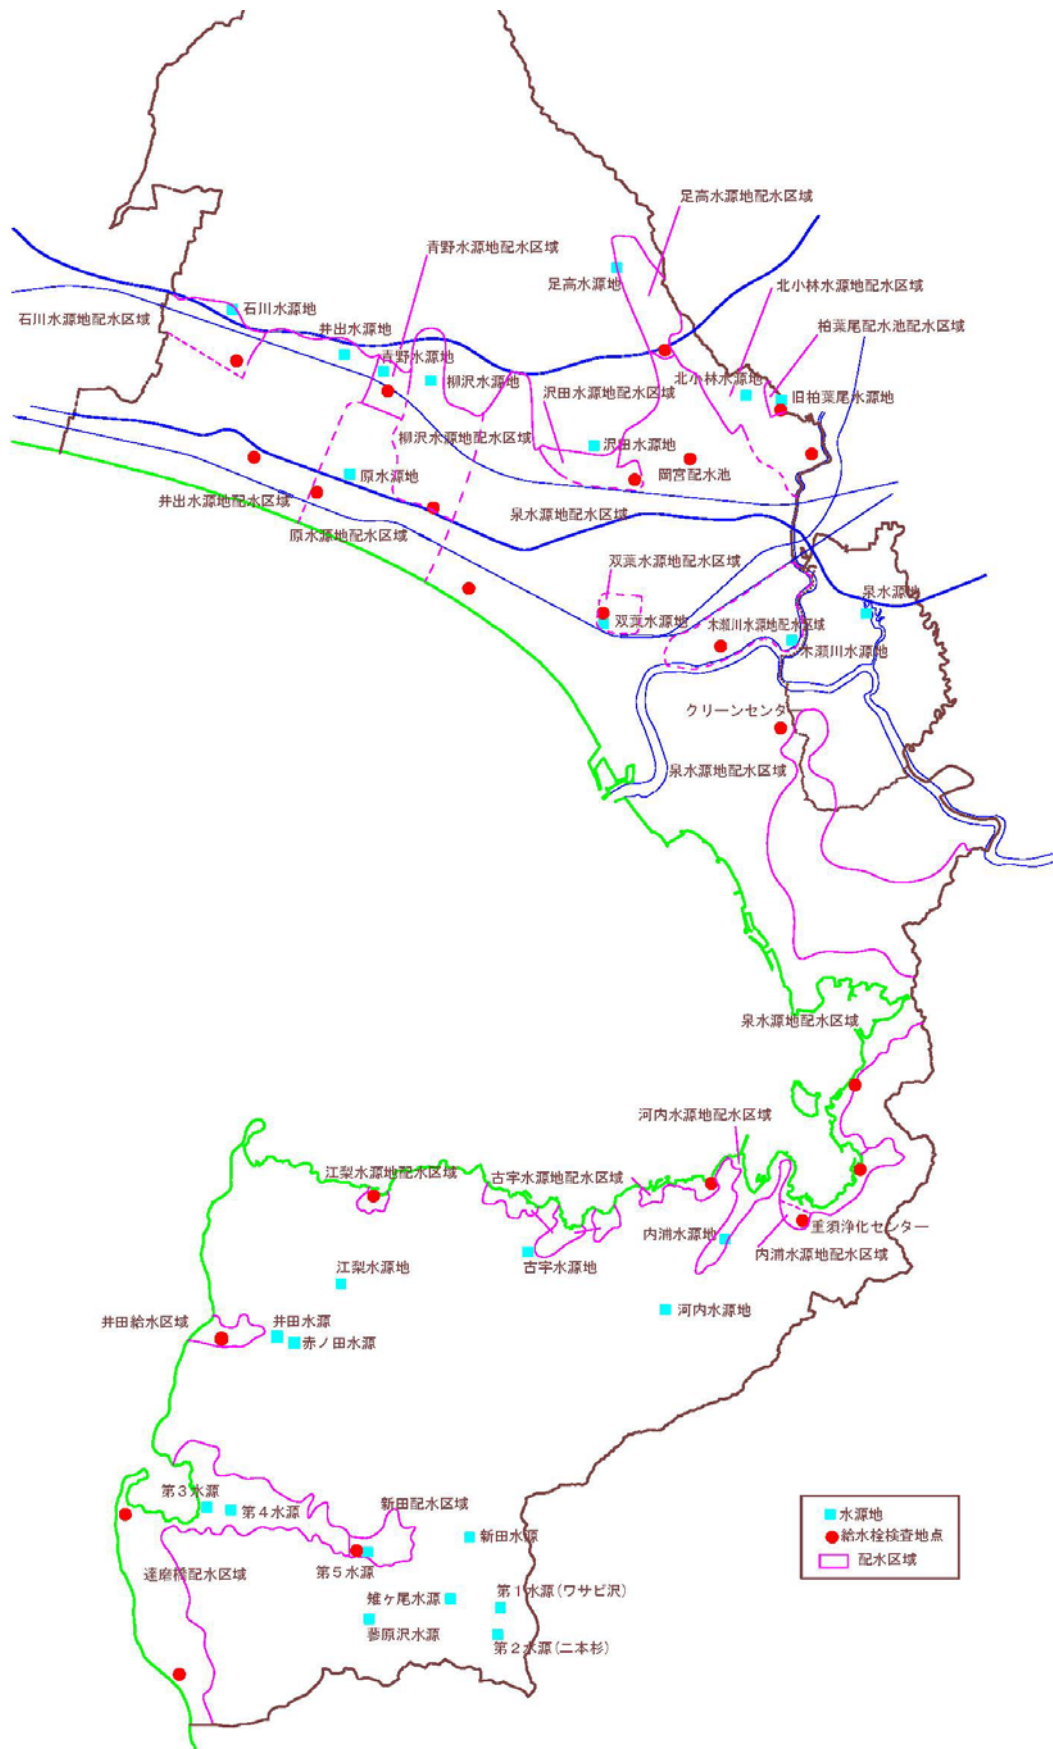 足高水源地配水区域
青野水源地配水区域
足高水源地
北小林水源地配水区域
石川水源地
石川水源地配水区域
柏葉尾配水池配水区域
井出水源地
青野水源地
柳沢水源地
沢田水源地配水区域
北小林水源地
旧柏葉尾水源地
柳沢水源地配水区域
沢田水源地
原水源地
岡宮配水池
井出水源地配水区域
泉水源地配水区域
原水源地配水区域
双葉水源地配水区域
泉水源地
双葉水源地
木瀬川水源地配水区域
木瀬川水源地
クリーンセンター
泉水源地配水区域
泉水源地配水区域
河内水源地配水区域
江梨水源地配水区域
古宇水源地配水区域
重須浄化センター
内浦水源地
内浦水源地配水区域
古宇水源地
江梨水源地
河内水源地
井田給水区域
井田水源
赤ノ田水源
第3水源
第4水源
新田配水区域
水源地
給水栓検査地点
配水区域
新田水源
第5水源
達磨橋配水区域
雉ヶ尾水源
第1水源(ワサビ沢)
蓼原沢水源
第2水源(二本杉)